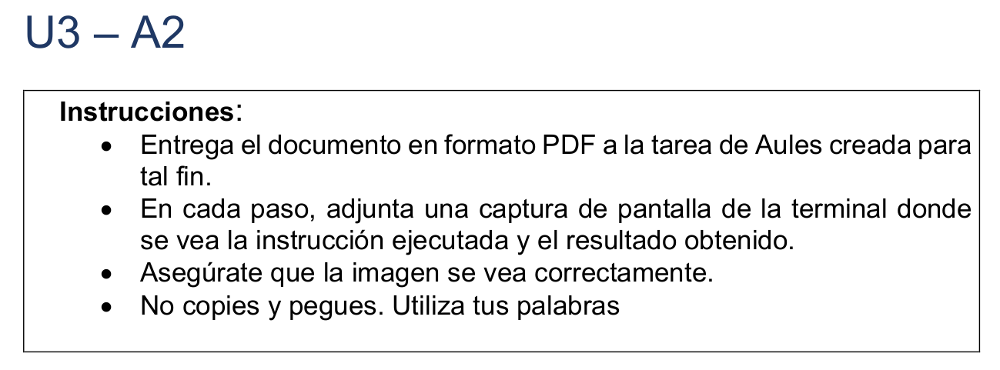 U3 – A2
Instrucciones:
• Entrega el documento en formato PDF a la tarea de Aules creada para
tal fin.
• En cada paso, adjunta una captura de pantalla de la terminal donde
se vea la instrucción ejecutada y el resultado obtenido.
• Asegúrate que la imagen se vea correctamente.
• No copies y pegues. Utiliza tus palabras